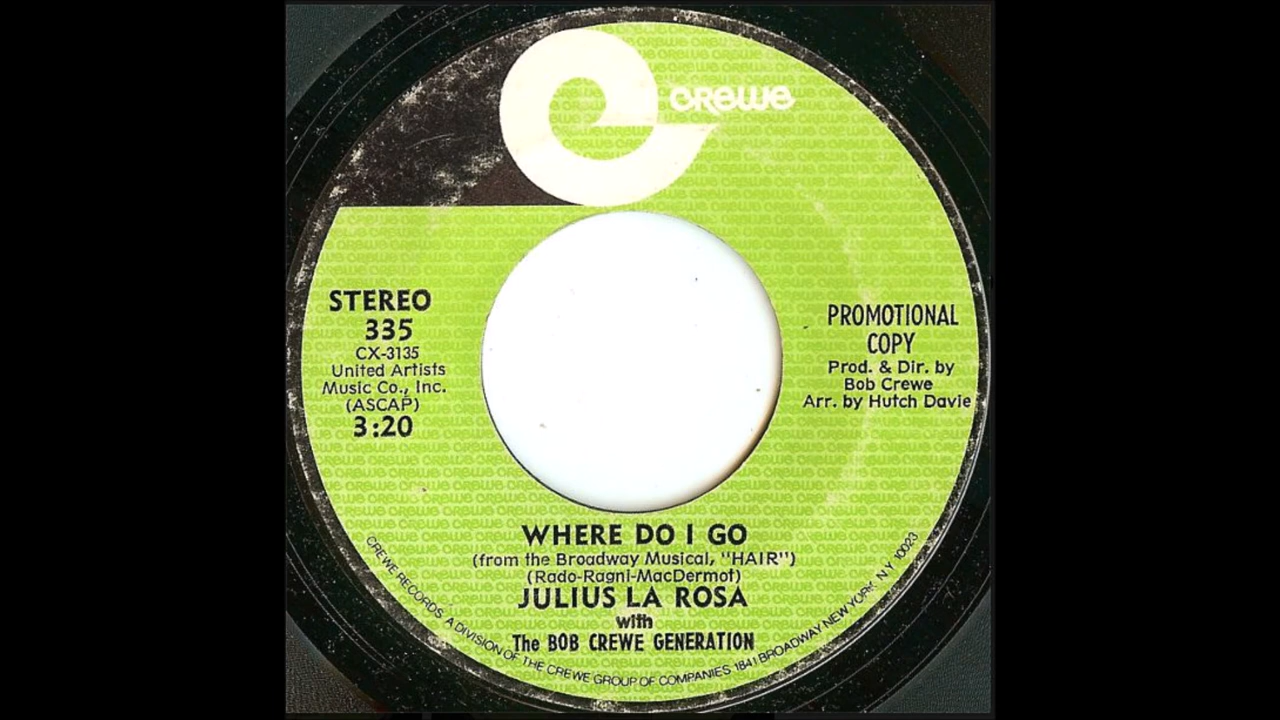 CREWE
STEREO
335
CX-3135
United Artists
Music Co., Inc.
(ASCAP)
3:20
PROMOTIONAL
COPY
Prod. & Dir. by
Bob Crewe
Arr. by Hutch Davie
WHERE DO I GO
(from the Broadway Musical, "HAIR")
(Rado-Ragni-MacDermot)
JULIUS LA ROSA
with
The BOB CREWE GENERATION
CREWE RECORDS, A DIVISION OF THE CREWE GROUP OF COMPANIES 1841 BROADWAY NEW YORK, N.Y. 10023